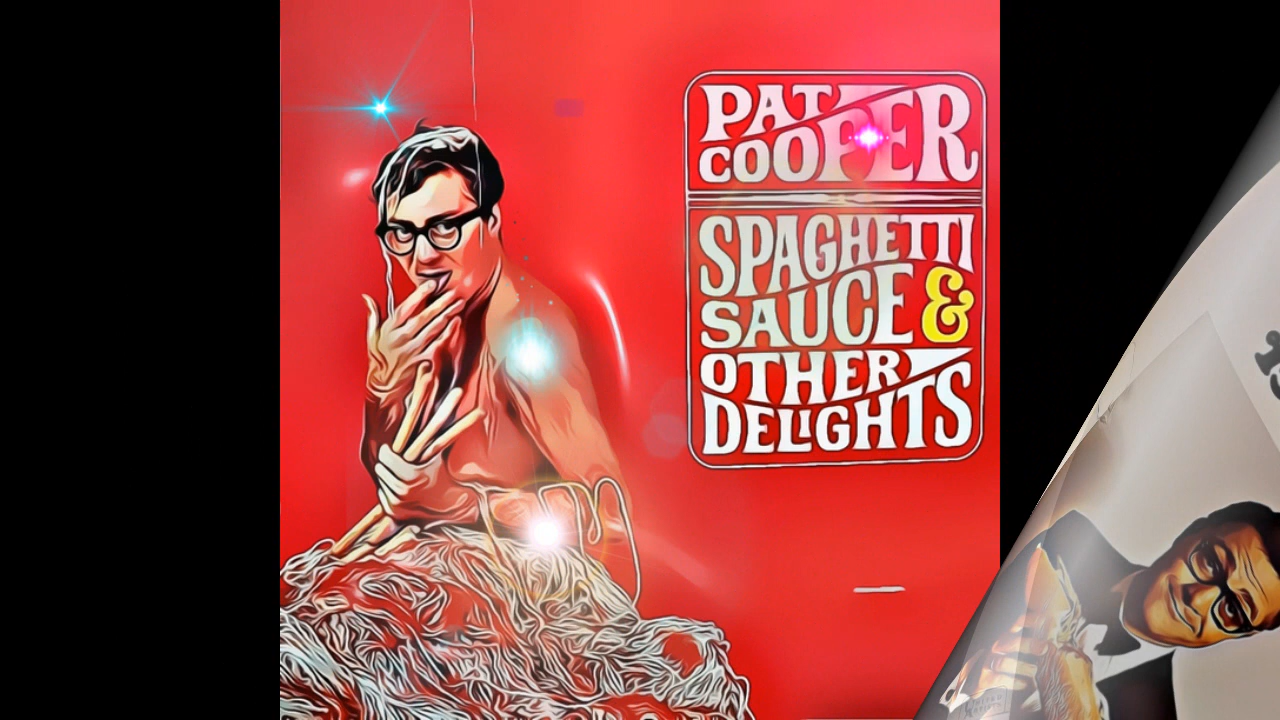 PAT
COOPER
SPAGHETTI
SAUCE &
OTHER
DELIGHTS